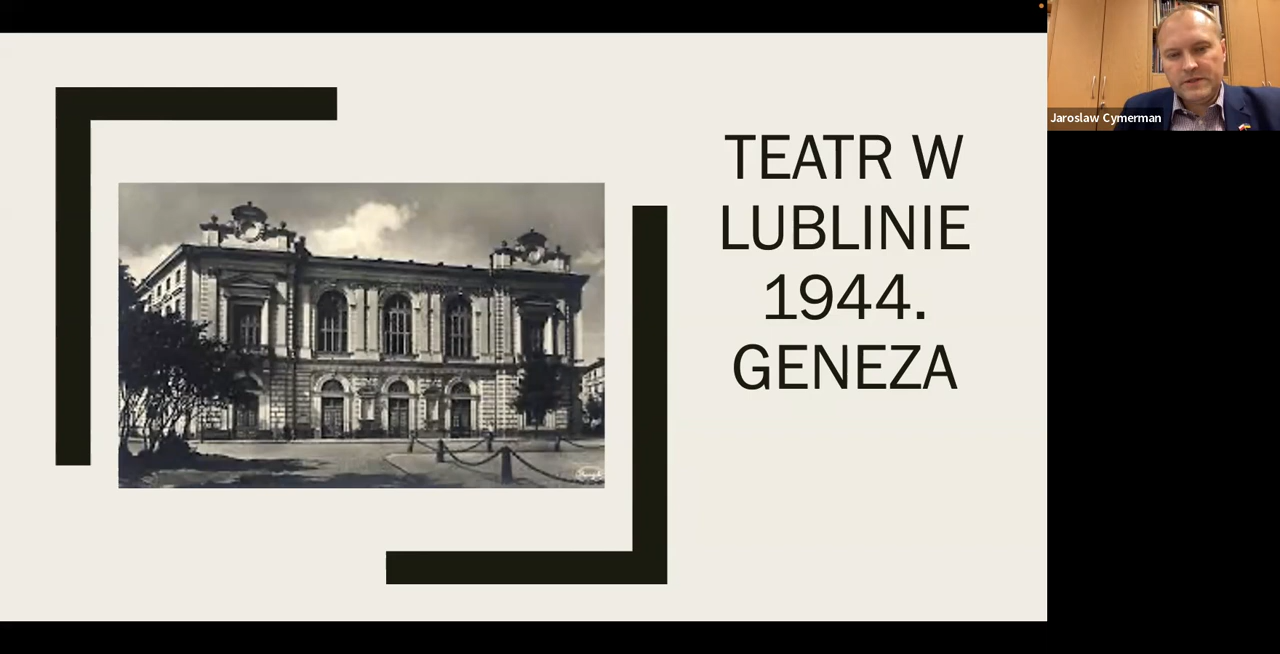 TEATR W
LUBLINIE
1944.
GENEZA
Jaroslaw Cymerman